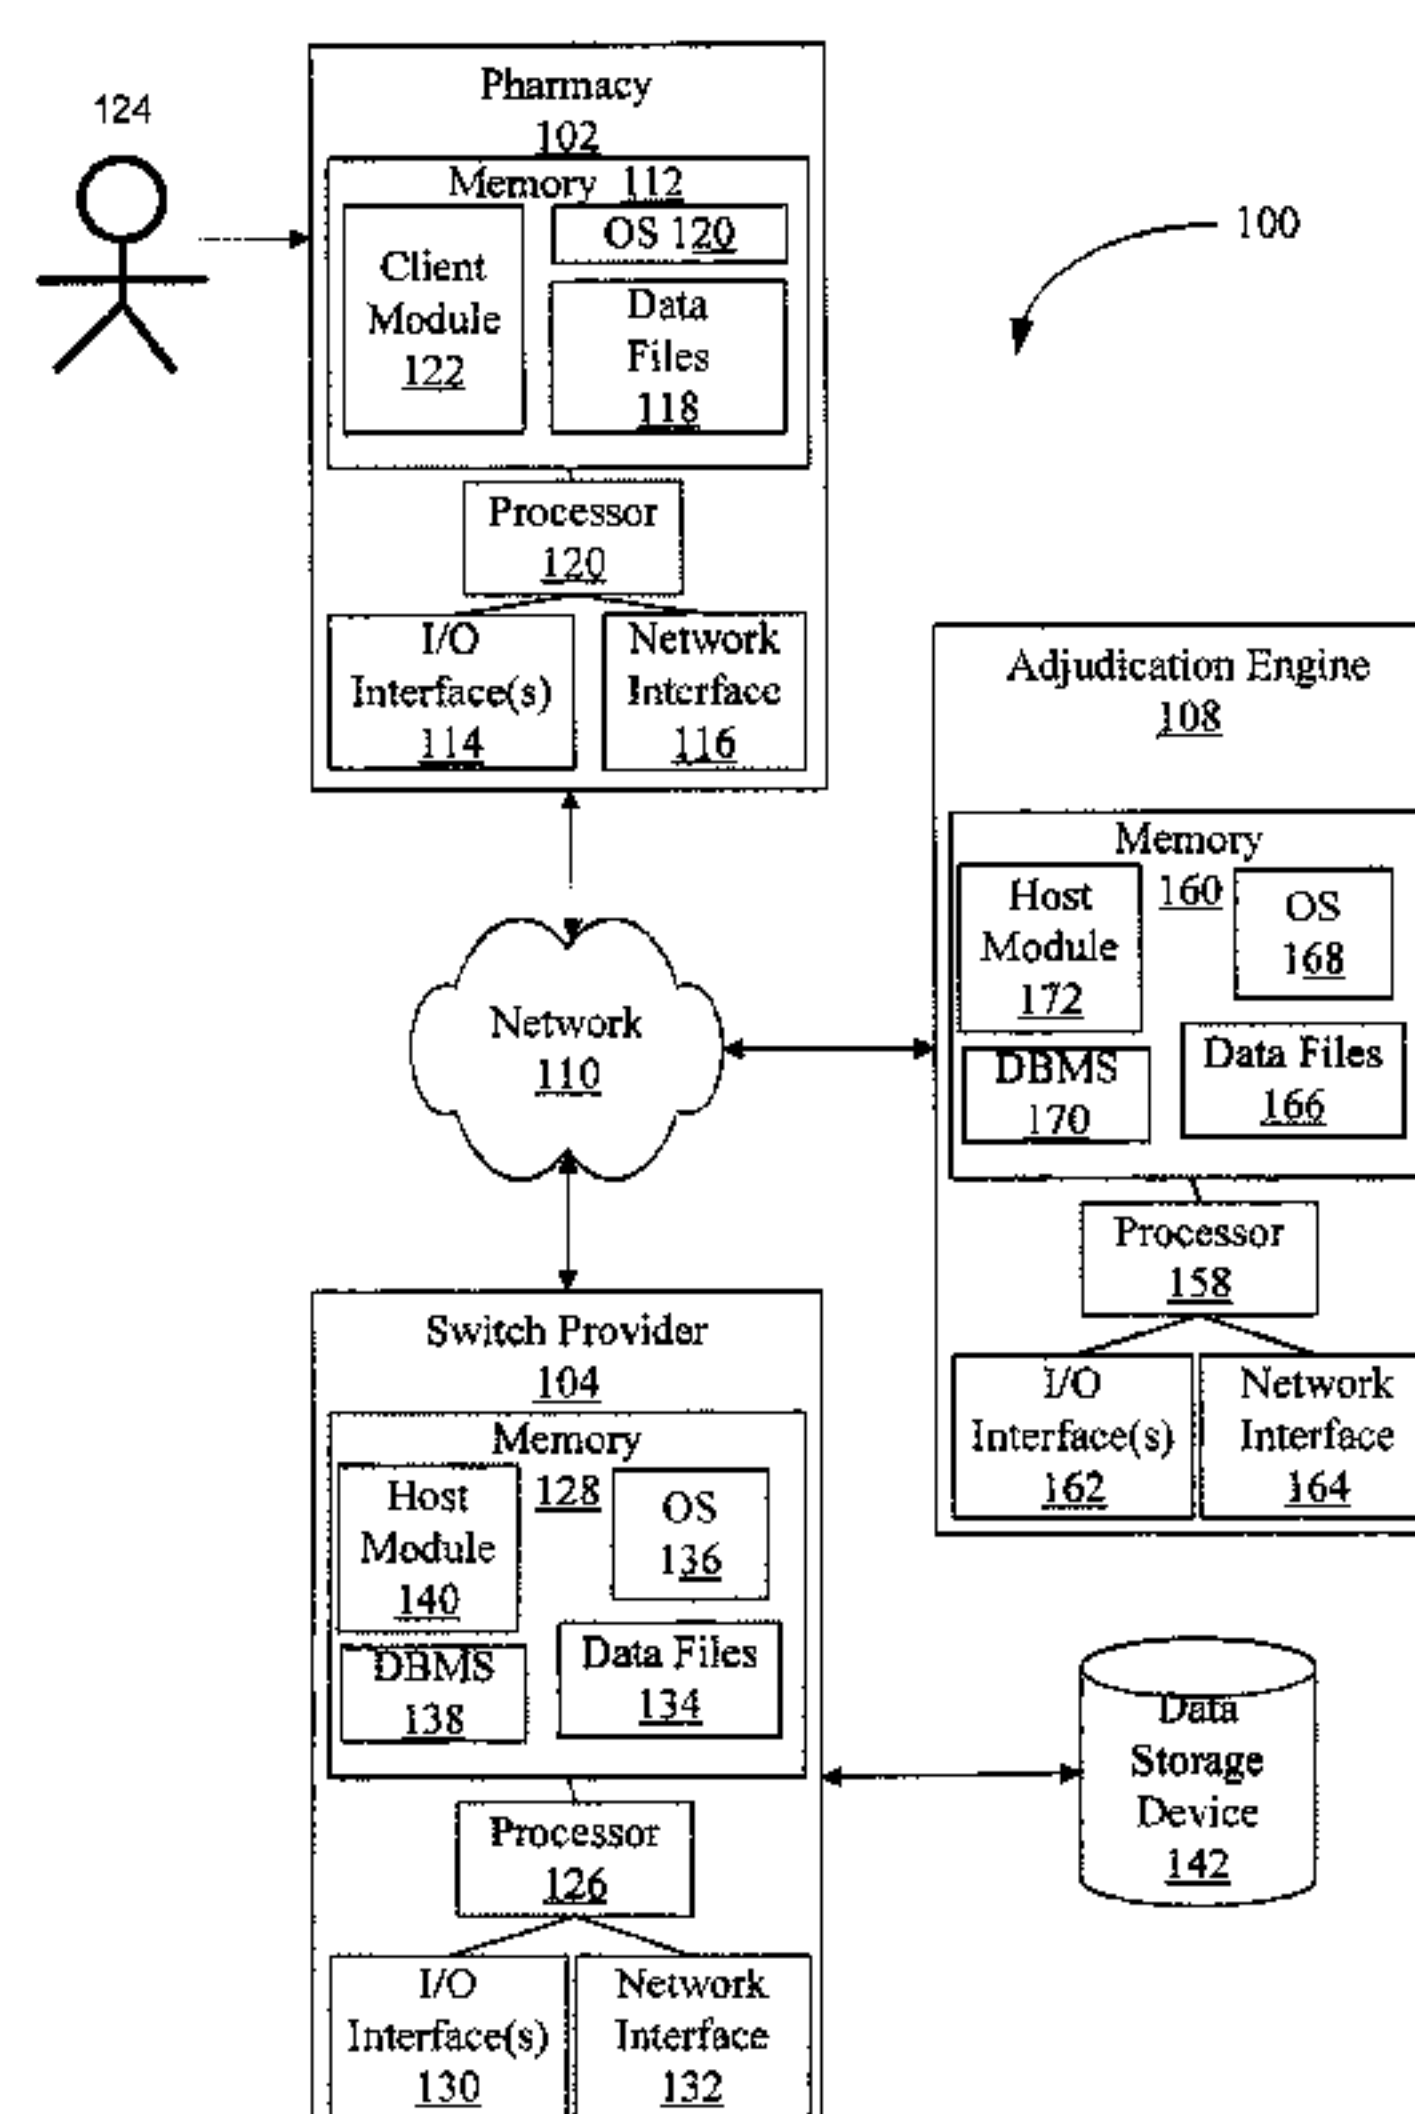 124
Pharmacy
102
Memory 112
Client
Module
122
OS 120
Data
Files
118
Processor
120
I/O
Interface(s)
114
Network
Interface
116
100
Network
110
Adjudication Engine
108
Memory
160
Host
Module
172
OS
168
DBMS
170
Data Files
166
Processor
158
I/O
Interface(s)
162
Network
Interface
164
Switch Provider
104
Memory
128
Host
Module
140
OS
136
DBMS
138
Data Files
134
Processor
126
I/O
Interface(s)
130
Network
Interface
132
Data
Storage
Device
142